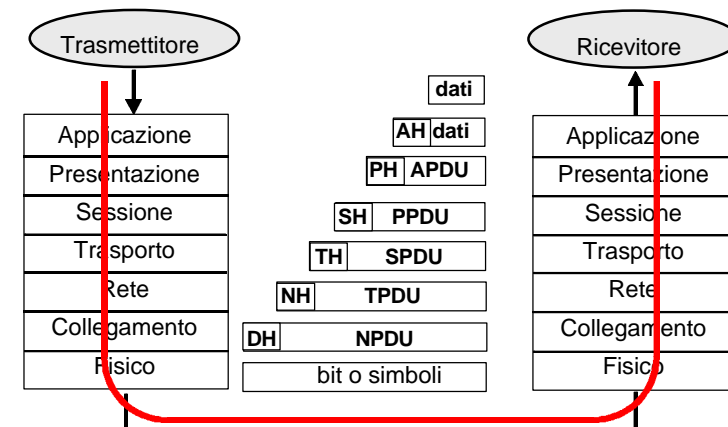 Trasmettitore
Ricevitore
dati
Applicazione
AH dati
Applicazione
Presentazione
PH APDU
Presentazione
Sessione
SH PPDU
Sessione
Trasporto
TH SPDU
Trasporto
Rete
NH TPDU
Rete
Collegamento
DH NPDU
Collegamento
Fisico
bit o simboli
Fisico